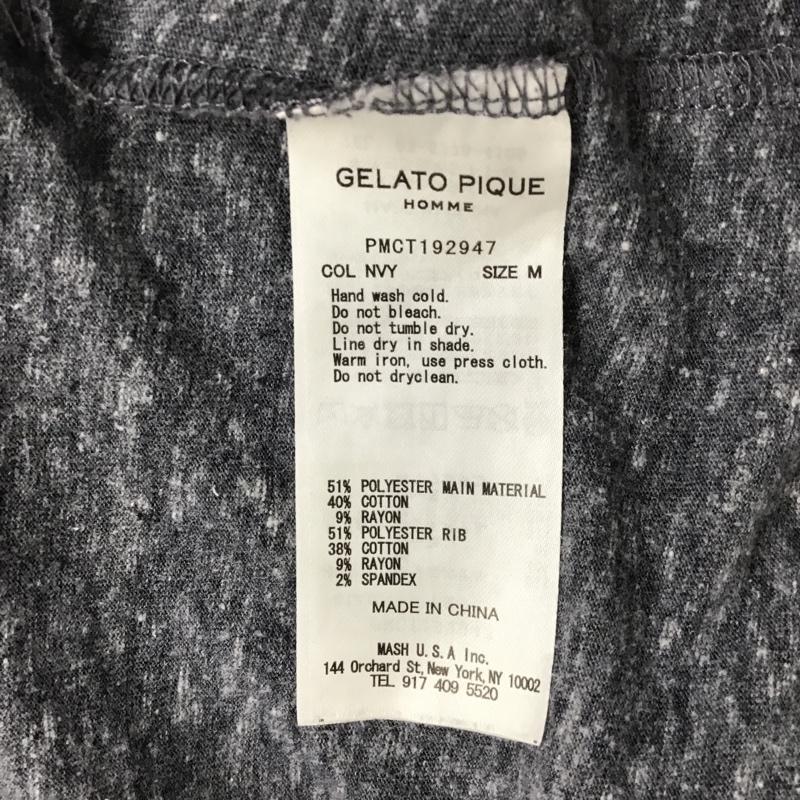 GELATO PIQUE
HOMME
PMCT192947
COL NVY SIZE M
Hand wash cold.
Do not bleach.
Do not tumble dry.
Line dry in shade.
Warm iron, use press cloth.
Do not dryclean.
51% POLYESTER MAIN MATERIAL
40% COTTON
9% RAYON
51% POLYESTER RIB
38% COTTON
9% RAYON
2% SPANDEX
MADE IN CHINA
MASH U.S.A Inc.
144 Orchard St, New York, NY 10002
TEL 917 409 5520